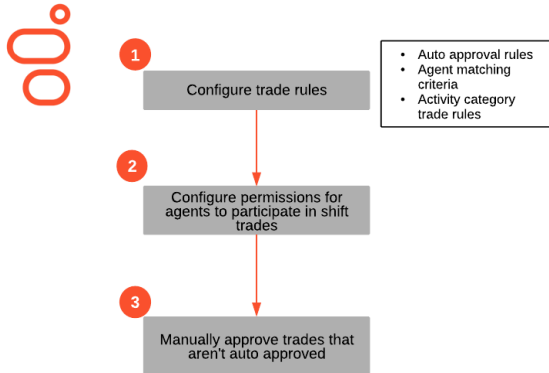 1
Configure trade rules
• Auto approval rules
• Agent matching
criteria
• Activity category
trade rules
2
Configure permissions for
agents to participate in shift
trades
3
Manually approve trades that
aren't auto approved